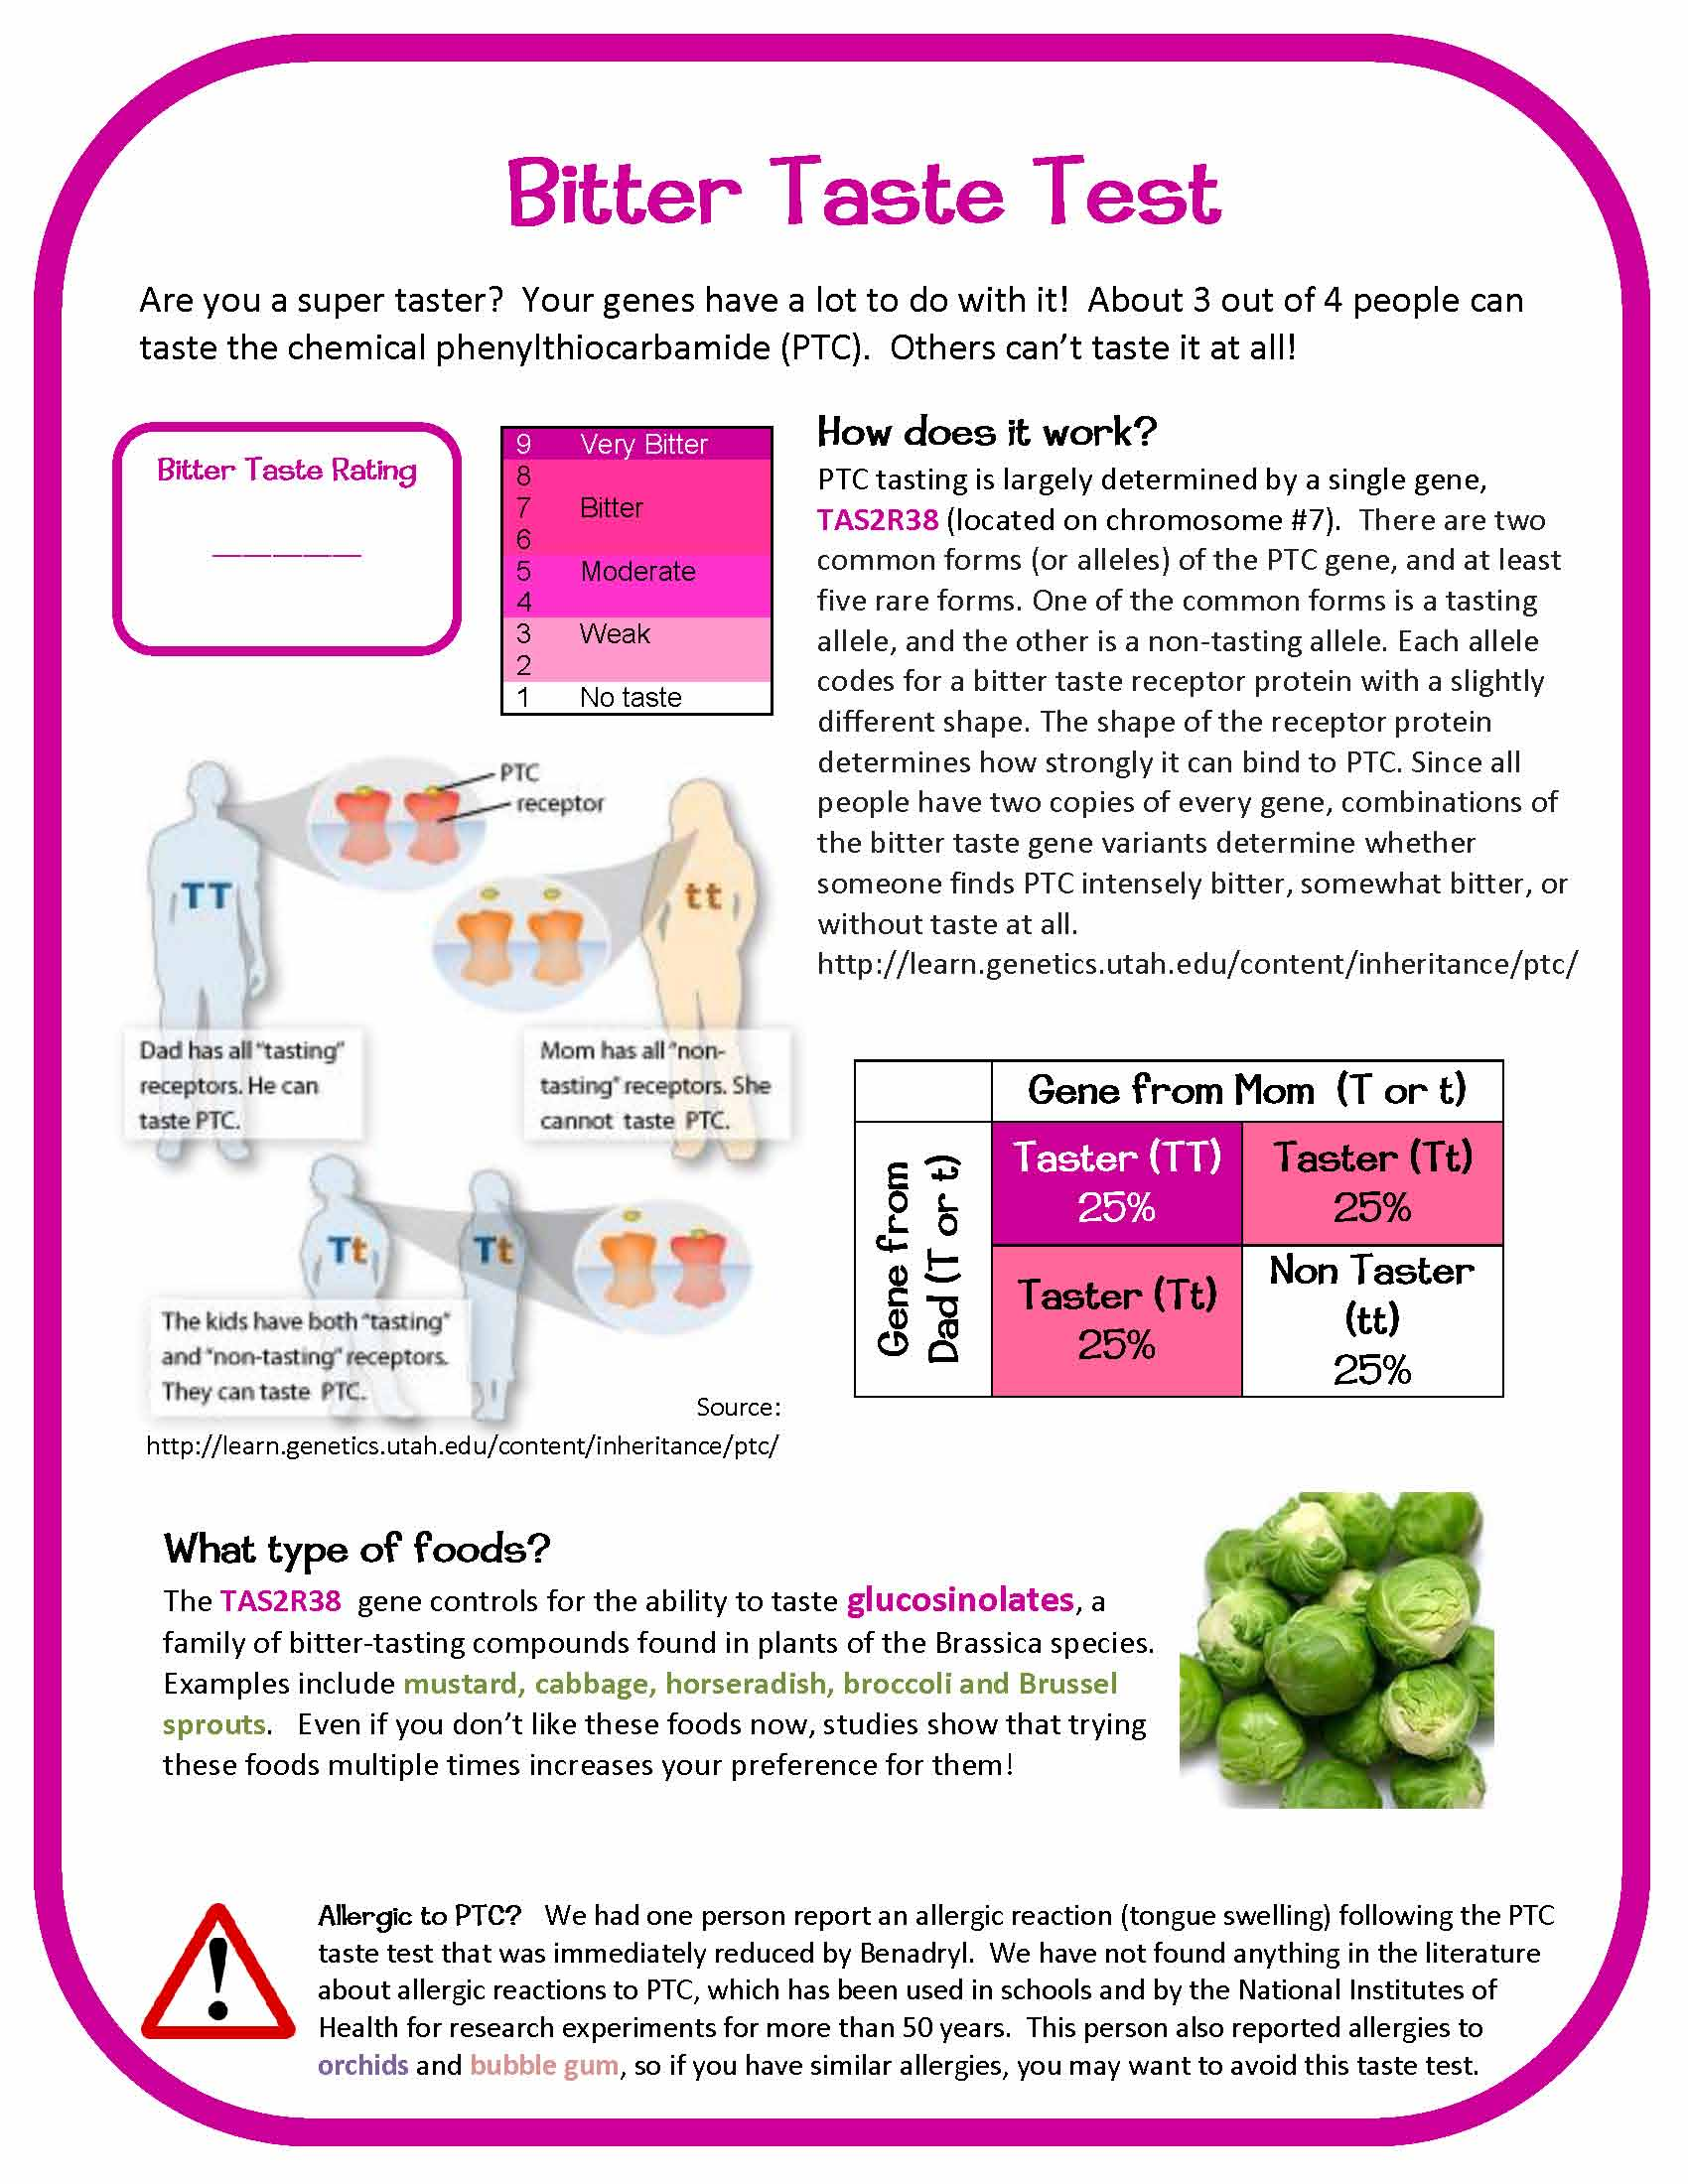 Bitter Taste Test
Are you a super taster?  Your genes have a lot to do with it!  About 3 out of 4 people can
taste the chemical phenylthiocarbamide (PTC).  Others can't taste it at all!
Bitter Taste Rating
_____
9 Very Bitter
8
7 Bitter
6
5 Moderate
4
3 Weak
2
1 No taste
How does it work?
PTC tasting is largely determined by a single gene,
TAS2R38 (located on chromosome #7).  There are two
common forms (or alleles) of the PTC gene, and at least
five rare forms. One of the common forms is a tasting
allele, and the other is a non-tasting allele. Each allele
codes for a bitter taste receptor protein with a slightly
different shape. The shape of the receptor protein
determines how strongly it can bind to PTC. Since all
people have two copies of every gene, combinations of
the bitter taste gene variants determine whether
someone finds PTC intensely bitter, somewhat bitter, or
without taste at all.
http://learn.genetics.utah.edu/content/inheritance/ptc/
PTC
receptor
TT
tt
Dad has all "tasting"
receptors. He can
taste PTC.
Mom has all "non-
tasting" receptors. She
cannot taste PTC.
Tt
Tt
The kids have both "tasting"
and "non-tasting" receptors.
They can taste PTC.
Source:
http://learn.genetics.utah.edu/content/inheritance/ptc/
Gene from Mom (T or t)
Gene from
Dad (T or t)
Taster (TT)
25%
Taster (Tt)
25%
Taster (Tt)
25%
Non Taster
(tt)
25%
What type of foods?
The TAS2R38  gene controls for the ability to taste glucosinolates, a
family of bitter-tasting compounds found in plants of the Brassica species.
Examples include mustard, cabbage, horseradish, broccoli and Brussel
sprouts.   Even if you don't like these foods now, studies show that trying
these foods multiple times increases your preference for them!
Allergic to PTC?   We had one person report an allergic reaction (tongue swelling) following the PTC
taste test that was immediately reduced by Benadryl.  We have not found anything in the literature
about allergic reactions to PTC, which has been used in schools and by the National Institutes of
Health for research experiments for more than 50 years.  This person also reported allergies to
orchids and bubble gum, so if you have similar allergies, you may want to avoid this taste test.